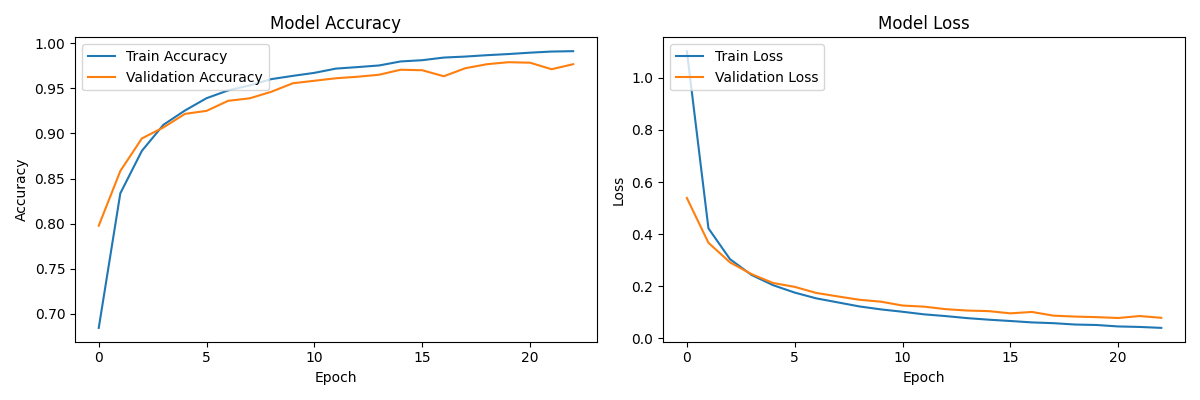 Model Accuracy
Train Accuracy
Validation Accuracy
1.00
0.95
0.90
0.85
0.80
0.75
0.70
Accuracy
0
5
10
15
20
Epoch
Model Loss
Train Loss
Validation Loss
1.0
0.8
0.6
0.4
0.2
0.0
Loss
0
5
10
15
20
Epoch